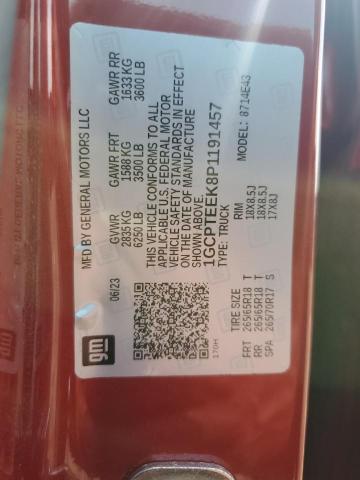 MFD BY GENERAL MOTORS LLC
06/23 GVWR GAWR FRT GAWR RR
2835 KG 1588 KG 1633 KG
6250 LB 3500 LB 3600 LB
THIS VEHICLE CONFORMS TO ALL
APPLICABLE U.S. FEDERAL MOTOR
VEHICLE SAFETY STANDARDS IN EFFECT
ON THE DATE OF MANUFACTURE
SHOWN ABOVE.
1GCPTEEK8P1191457
TYPE: TRUCK MODEL: 8714E43
TIRE SIZE RIM
FRT 265/65R18 T 18X8.5J
RR 265/65R18 T 18X8.5J
SPA 265/70R17 S 17X8J
gm
170H